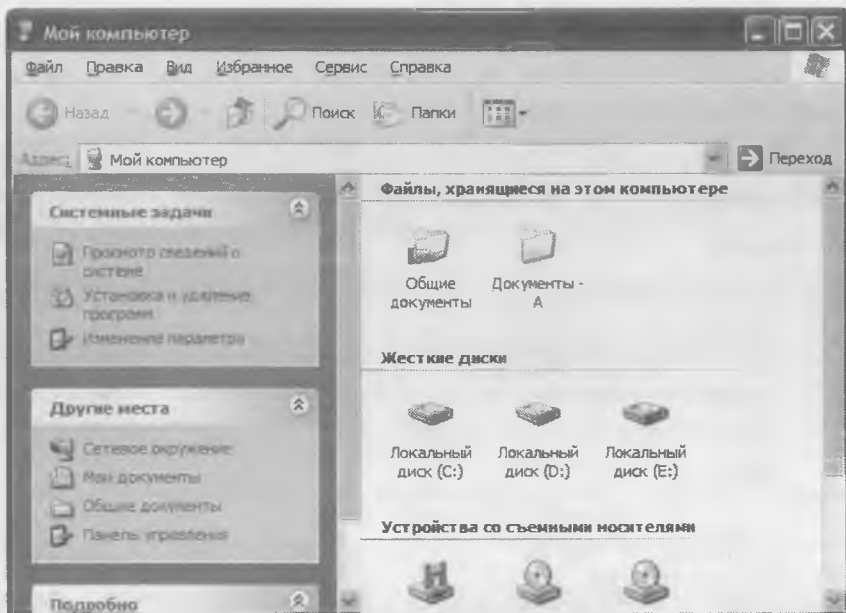 Мой компьютер
Файл Правка Вид Избранное Сервис Справка
Назад Поиск Папки
Адрес: Мой компьютер Переход
Системные задачи
Просмотр сведений о
системе
Установка и удаление
программ
Изменение параметра
Другие места
Сетевое окружение
Мои документы
Общие документы
Панель управления
Подробно
Файлы, хранящиеся на этом компьютере
Общие
документы
Документы -
А
Жесткие диски
Локальный
диск (C:)
Локальный
диск (D:)
Локальный
диск (E:)
Устройства со съемными носителями